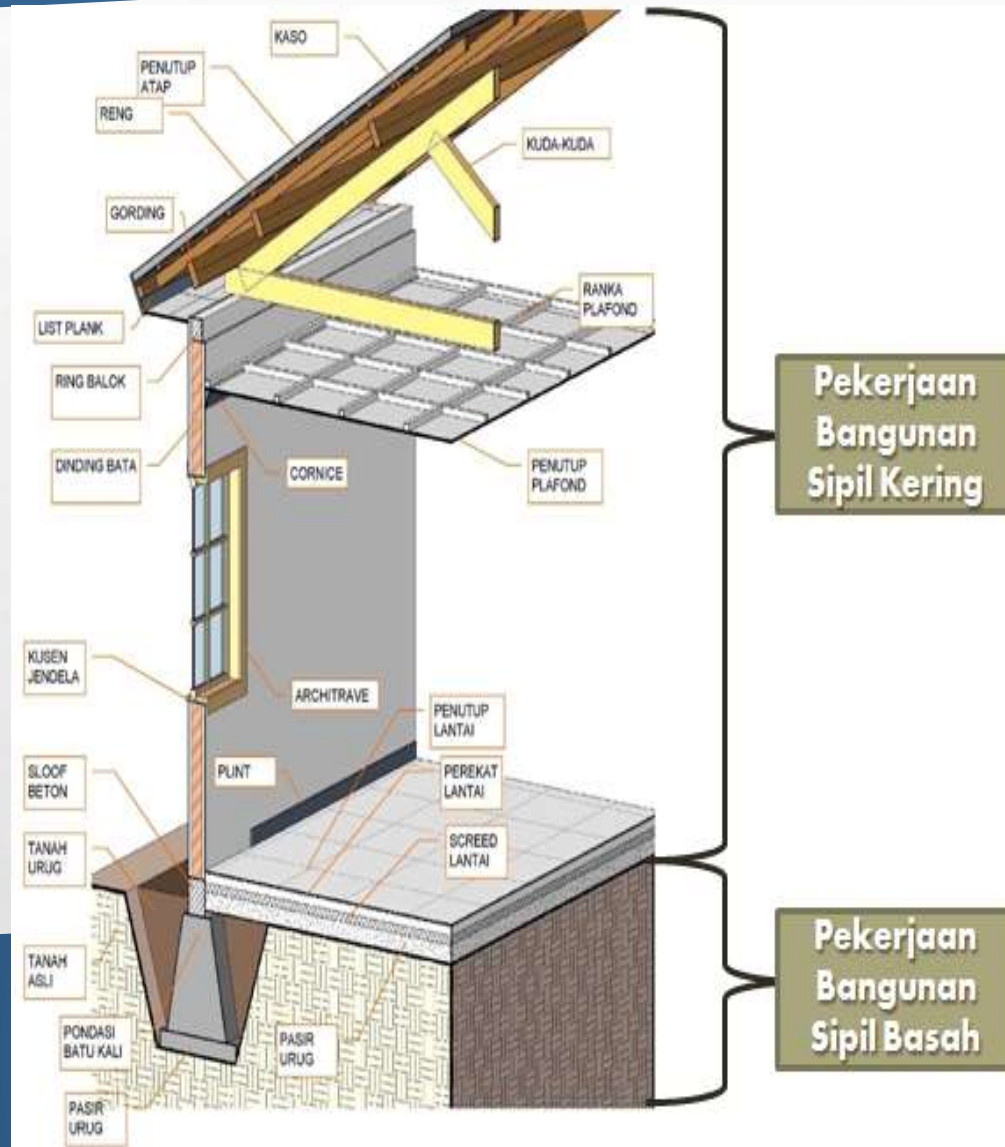 KASO
PENUTUP
ATAP
RENG
KUDA-KUDA
GORDING
RANKA
PLAFOND
LIST PLANK
RING BALOK
DINDING BATA
CORNICE
PENUTUP
PLAFOND
Pekerjaan
Bangunan
Sipil Kering
KUSEN
JENDELA
ARCHITRAVE
PENUTUP
LANTAI
SLOOF
BETON
PLINT
PEREKAT
LANTAI
TANAH
URUG
SCREED
LANTAI
TANAH
ASLI
PONDASI
BATU KALI
PASIR
URUG
PASIR
URUG
Pekerjaan
Bangunan
Sipil Basah